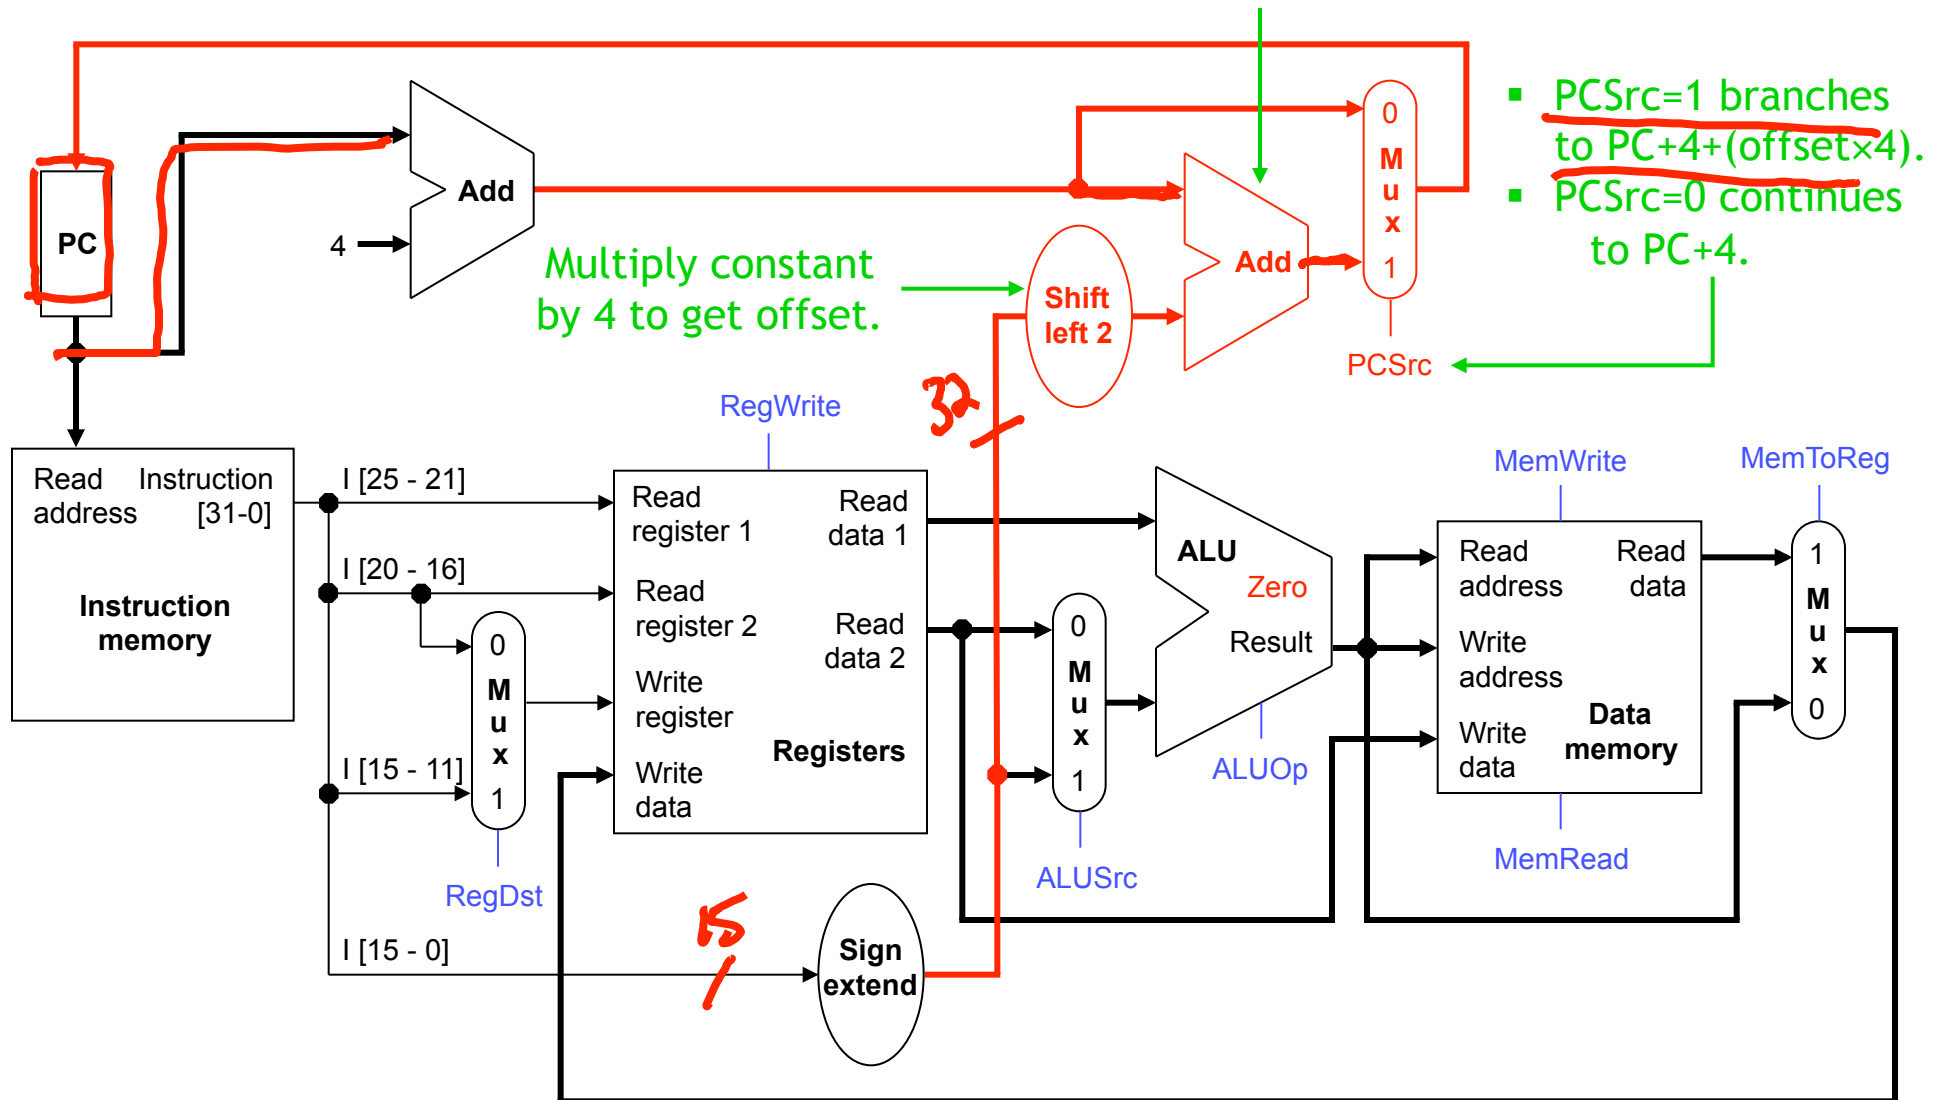 ▪ PCSrc=1 branches
to PC+4+(offset×4).
▪ PCSrc=0 continues
to PC+4.
PC
Add
4
Multiply constant
by 4 to get offset.
Shift
left 2
Add
0
M
u
x
1
PCSrc
32
RegWrite
MemWrite
MemToReg
Read
address
Instruction
[31-0]
Instruction
memory
I [25 - 21]
I [20 - 16]
I [15 - 11]
I [15 - 0]
0
M
u
x
1
RegDst
Read
register 1
Read
data 1
Read
register 2
Read
data 2
Write
register
Write
data
Registers
0
M
u
x
1
ALUSrc
ALU
Zero
Result
ALUOp
Read
address
Read
data
Write
address
Write
data
Data
memory
MemRead
1
M
u
x
0
15
Sign
extend